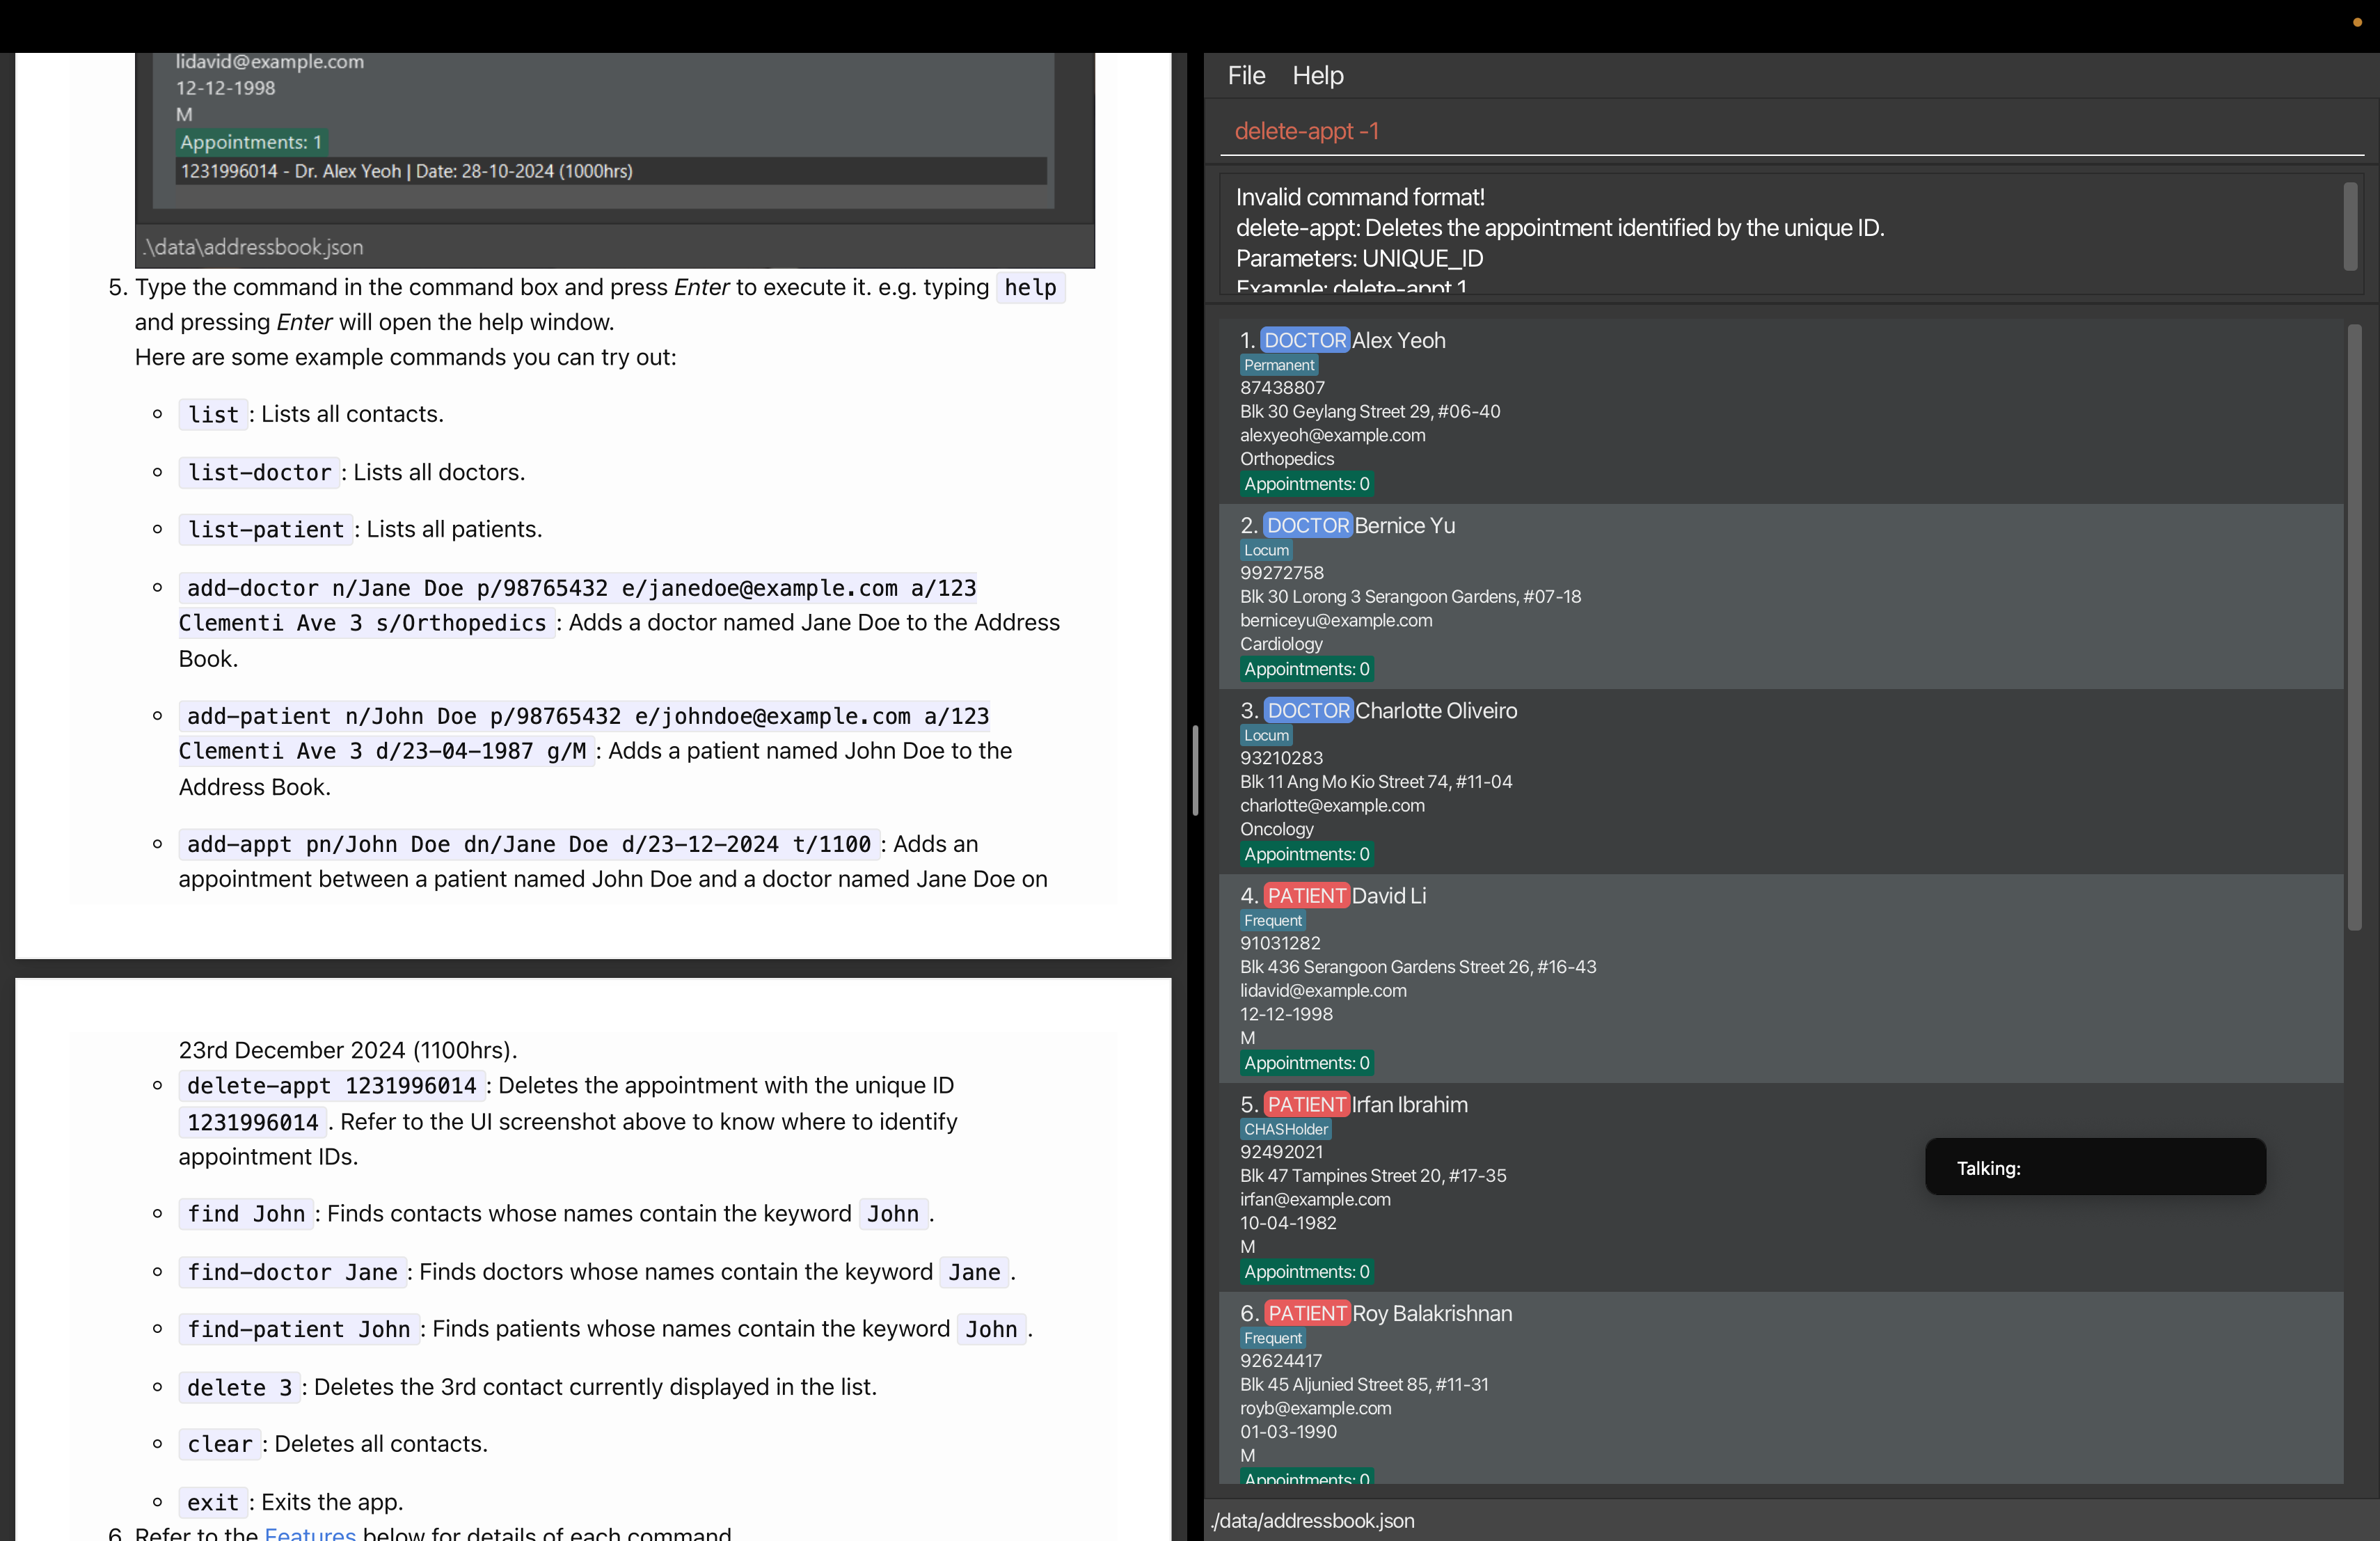 lidavid@example.com
12-12-1998
M
Appointments: 1
1231996014 - Dr. Alex Yeoh | Date: 28-10-2024 (1000hrs)
.\data\addressbook.json
5. Type the command in the command box and press Enter to execute it. e.g. typing help
and pressing Enter will open the help window.
Here are some example commands you can try out:
list : Lists all contacts.
list-doctor : Lists all doctors.
list-patient : Lists all patients.
add-doctor n/Jane Doe p/98765432 e/janedoe@example.com a/123
Clementi Ave 3 s/Orthopedics : Adds a doctor named Jane Doe to the Address
Book.
add-patient n/John Doe p/98765432 e/johndoe@example.com a/123
Clementi Ave 3 d/23-04-1987 g/M : Adds a patient named John Doe to the
Address Book.
add-appt pn/John Doe dn/Jane Doe d/23-12-2024 t/1100 : Adds an
appointment between a patient named John Doe and a doctor named Jane Doe on
23rd December 2024 (1100hrs).
delete-appt 1231996014 : Deletes the appointment with the unique ID
1231996014 . Refer to the UI screenshot above to know where to identify
appointment IDs.
find John : Finds contacts whose names contain the keyword John .
find-doctor Jane : Finds doctors whose names contain the keyword Jane .
find-patient John : Finds patients whose names contain the keyword John .
delete 3 : Deletes the 3rd contact currently displayed in the list.
clear : Deletes all contacts.
exit : Exits the app.
6. Refer to the Features below for details of each command
File Help
delete-appt -1
Invalid command format!
delete-appt: Deletes the appointment identified by the unique ID.
Parameters: UNIQUE_ID
Example: delete-appt 1
1. DOCTOR Alex Yeoh
Permanent
87438807
Blk 30 Geylang Street 29, #06-40
alexyeoh@example.com
Orthopedics
Appointments: 0
2. DOCTOR Bernice Yu
Locum
99272758
Blk 30 Lorong 3 Serangoon Gardens, #07-18
berniceyu@example.com
Cardiology
Appointments: 0
3. DOCTOR Charlotte Oliveiro
Locum
93210283
Blk 11 Ang Mo Kio Street 74, #11-04
charlotte@example.com
Oncology
Appointments: 0
4. PATIENT David Li
Frequent
91031282
Blk 436 Serangoon Gardens Street 26, #16-43
lidavid@example.com
12-12-1998
M
Appointments: 0
5. PATIENT Irfan Ibrahim
CHASHolder
92492021
Blk 47 Tampines Street 20, #17-35
irfan@example.com
10-04-1982
M
Appointments: 0
Talking:
6. PATIENT Roy Balakrishnan
Frequent
92624417
Blk 45 Aljunied Street 85, #11-31
royb@example.com
01-03-1990
M
Appointments: 0
./data/addressbook.json